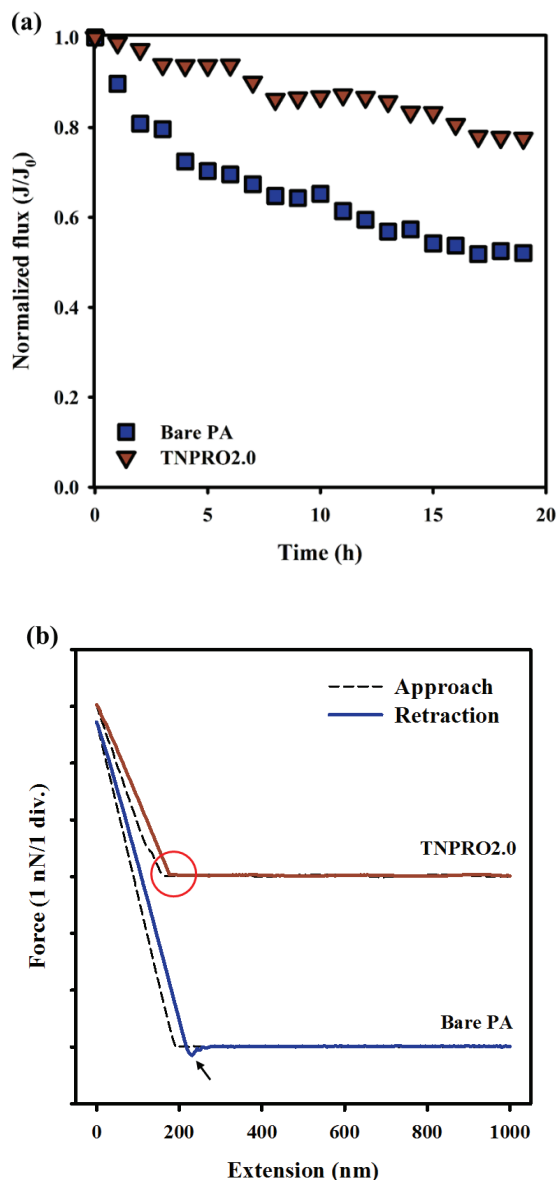 (a)
1.0
0.8
0.6
0.4
0.2
0.0
Normalized flux (J/J₀)
Bare PA
TNPRO2.0
0 5 10 15 20
Time (h)
(b)
Approach
Retraction
TNPRO2.0
Bare PA
Force (1 nN/1 div.)
0 200 400 600 800 1000
Extension (nm)